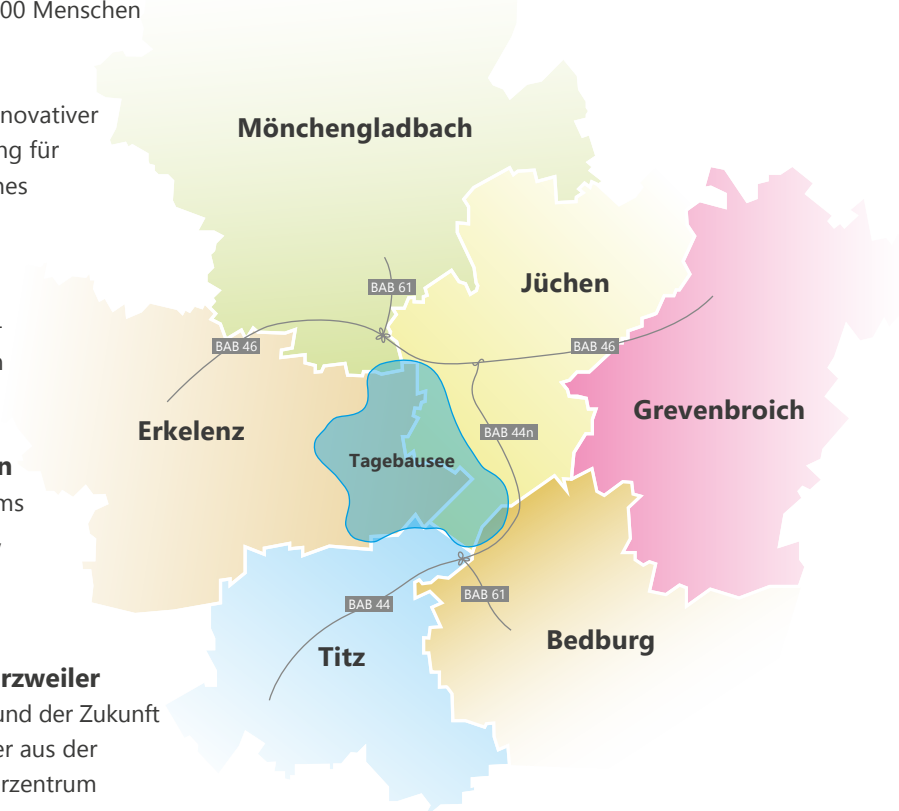 00 Menschen
novativer
ng für
nes
n
n
ms
rzweiler
und der Zukunft
er aus der
rzentrum
Mönchengladbach
Jüchen
BAB 61
BAB 46
BAB 46
Grevenbroich
Erkelenz
BAB 44n
Tagebausee
BAB 61
BAB 44
Bedburg
Titz